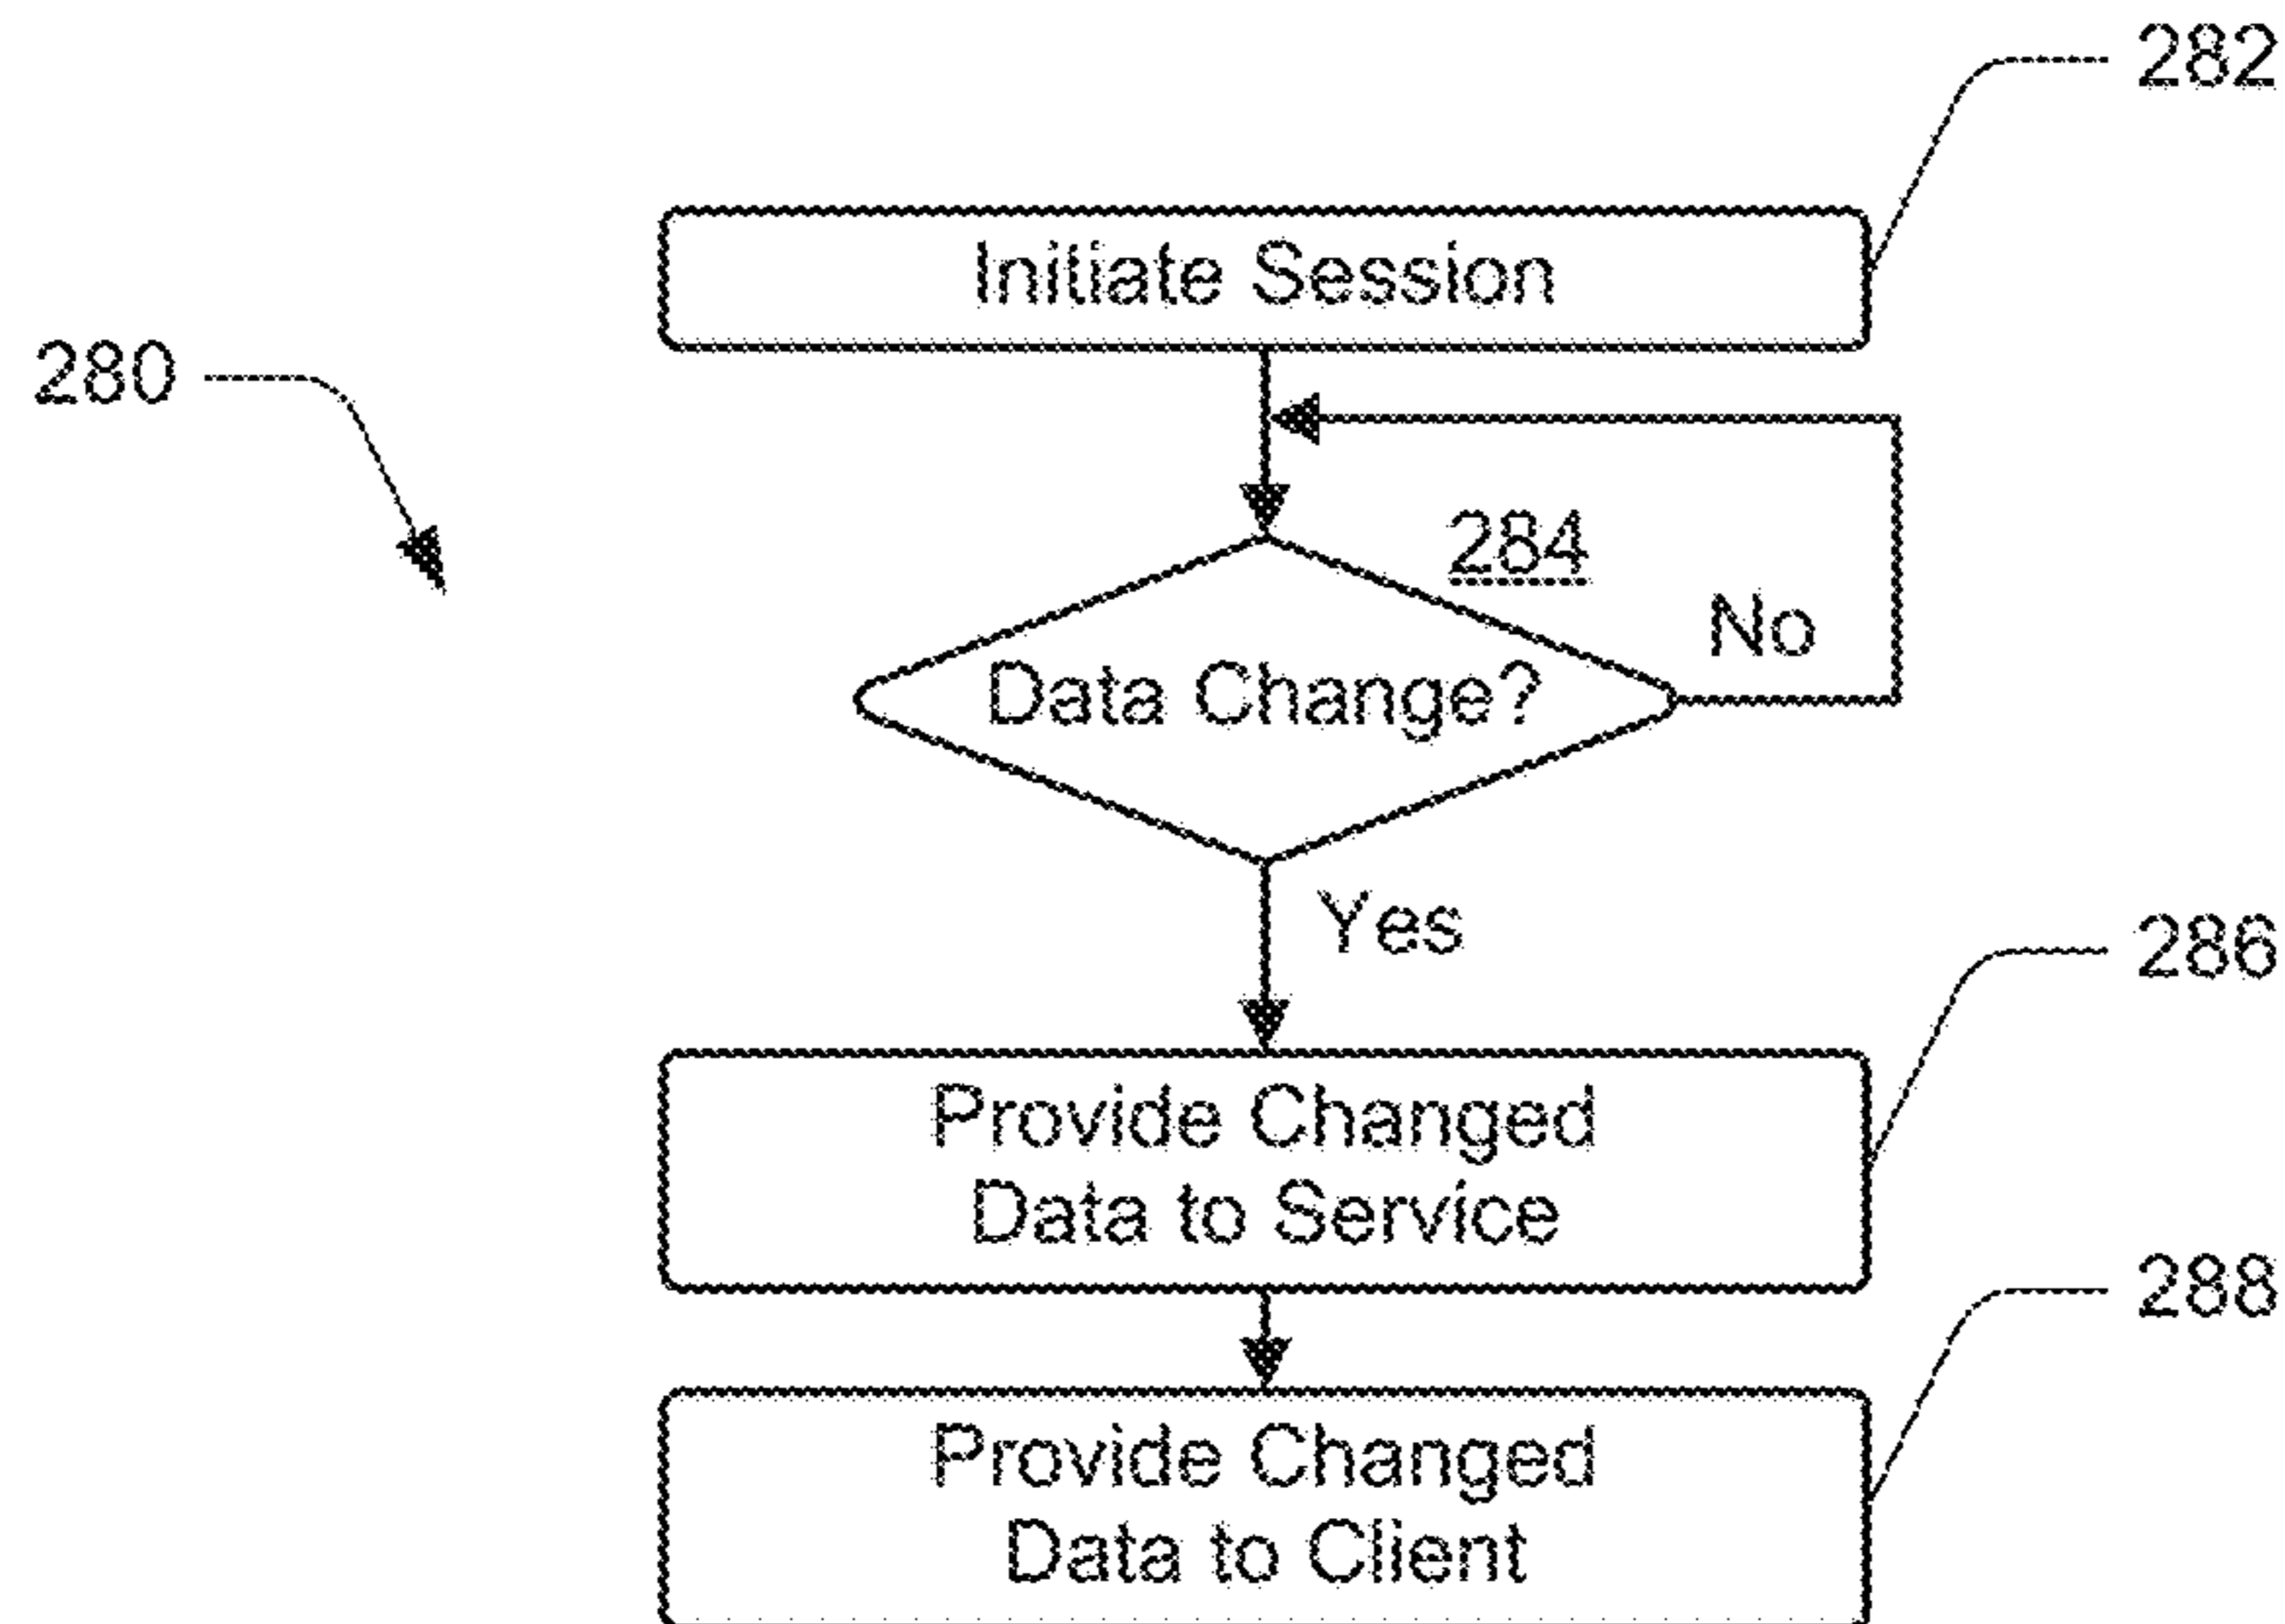 282
Initiate Session
280
284
No
Data Change?
Yes
286
Provide Changed
Data to Service
288
Provide Changed
Data to Client